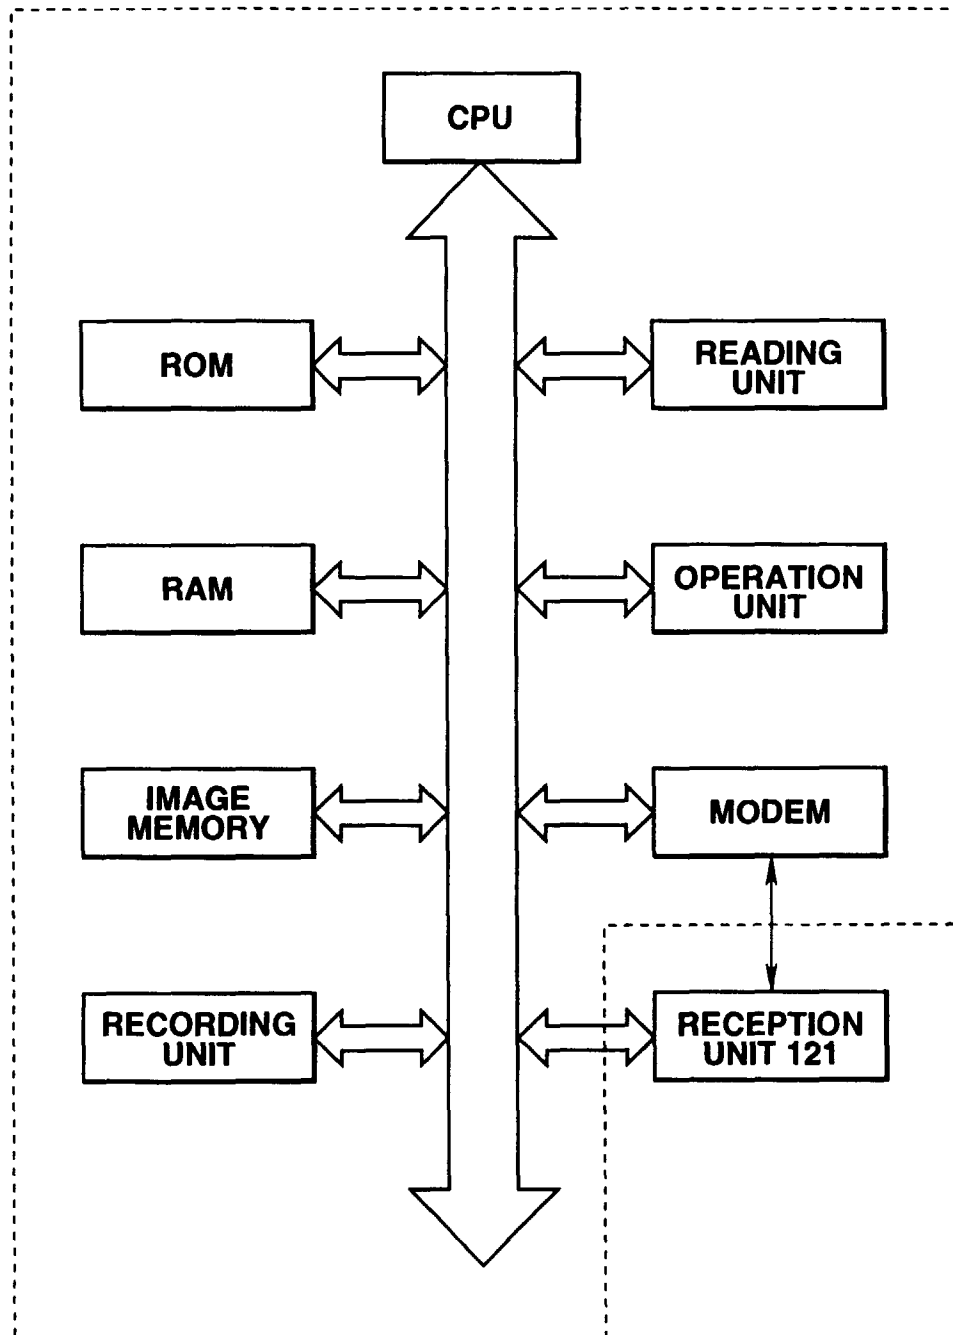 CPU
ROM
READING
UNIT
RAM
OPERATION
UNIT
IMAGE
MEMORY
MODEM
RECORDING
UNIT
RECEPTION
UNIT 121